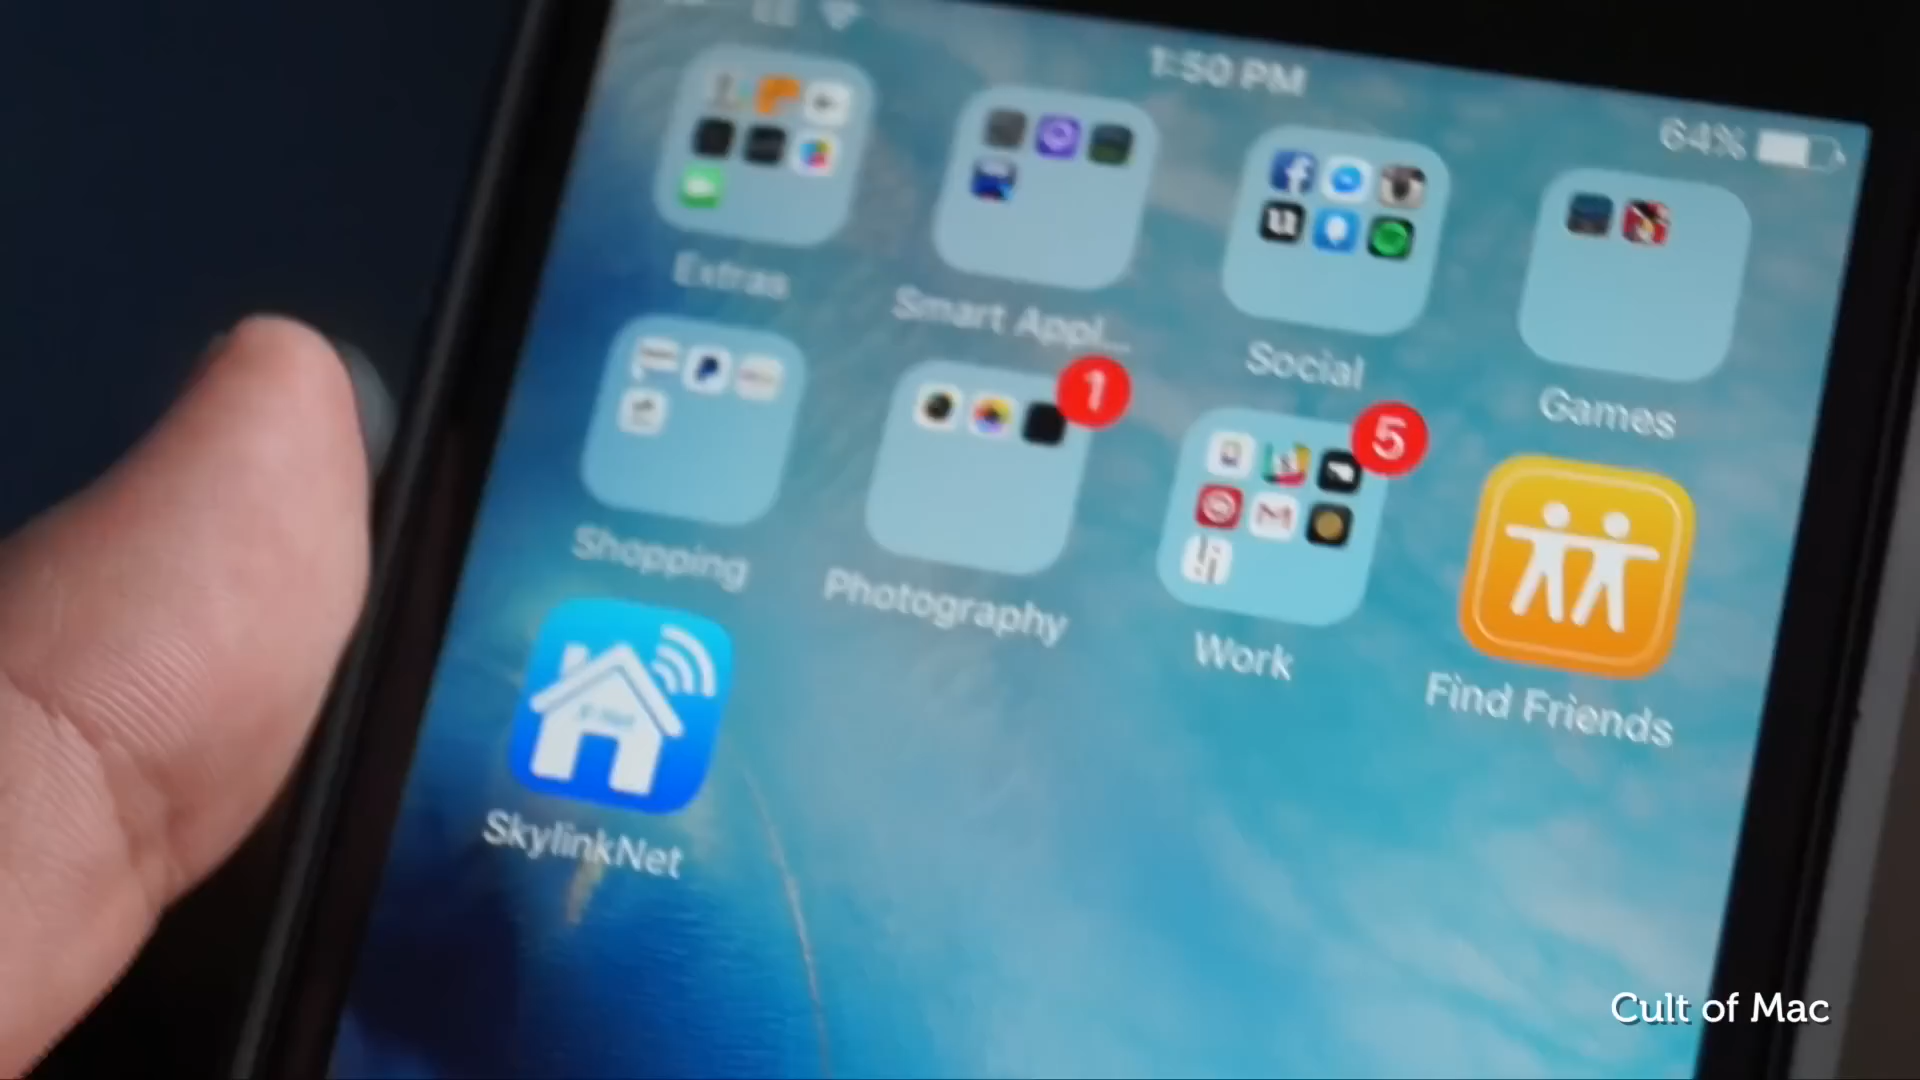 1:50 PM
64%
Extras
Smart Appl...
Social
Games
1
5
Shopping
Photography
Work
Find Friends
SkylinkNet
Cult of Mac